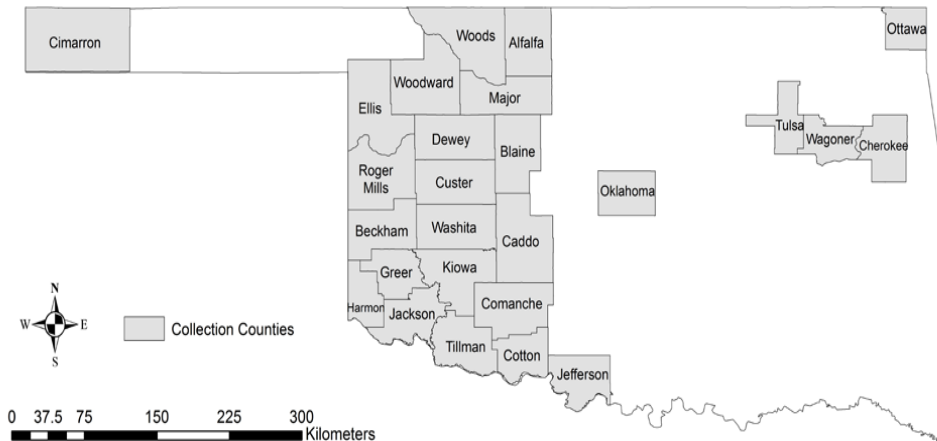 Cimarron
Woods
Alfalfa
Ottawa
Woodward
Major
Ellis
Tulsa
Dewey
Blaine
Wagoner
Cherokee
Roger
Mills
Custer
Oklahoma
Beckham
Washita
Caddo
Greer
Kiowa
Harmon
Jackson
Comanche
Tillman
Cotton
Jefferson
N
W E
S
Collection Counties
0 37.5 75 150 225 300
Kilometers